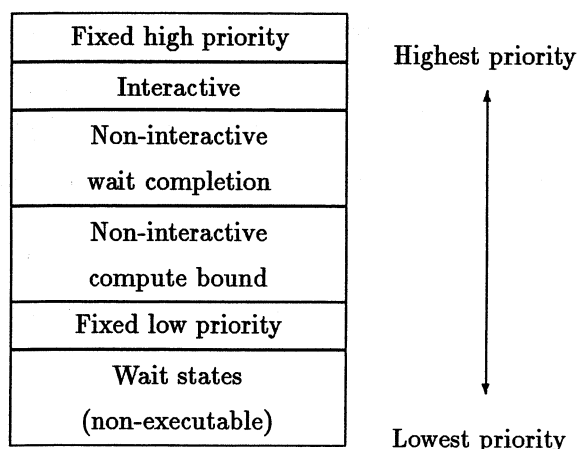 Fixed high priority
Highest priority
Interactive
Non-interactive
wait completion
Non-interactive
compute bound
Fixed low priority
Wait states
(non-executable)
Lowest priority